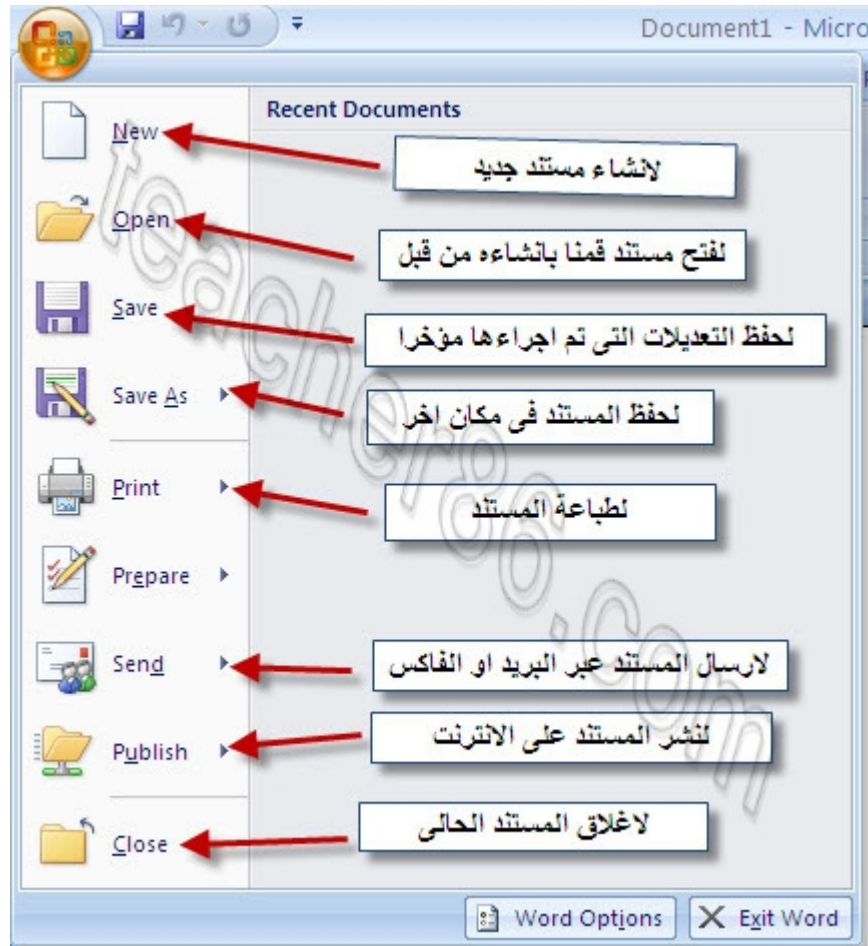 Document1 - Micro
Recent Documents
New
لانشاء مستند جديد
Open
لفتح مستند قمنا بانشاءه من قبل
Save
لحفظ التعديلات التى تم اجراءها مؤخرا
Save As
لحفظ المستند فى مكان اخر
Print
لطباعة المستند
Prepare
Send
لارسال المستند عبر البريد او الفاكس
Publish
لنشر المستند على الانترنت
Close
لاغلاق المستند الحالى
Word Options
Exit Word
teacher86.com